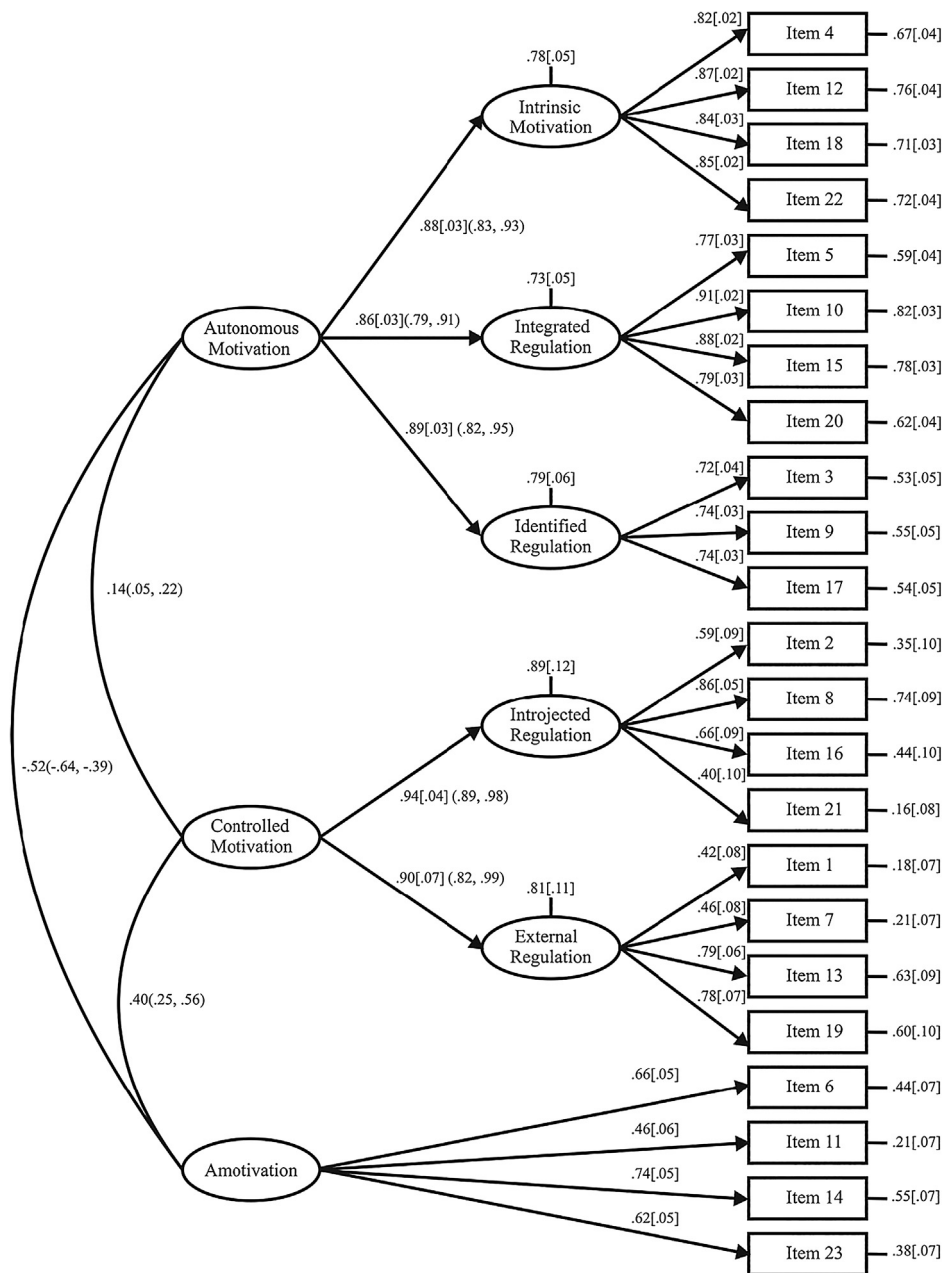 .82[.02]
Item 4
.67[.04]
.78[.05]
.87[.02]
Item 12
.76[.04]
Intrinsic
Motivation
.84[.03]
Item 18
.71[.03]
.85[.02]
Item 22
.72[.04]
.88[.03](.83, .93)
.77[.03]
Item 5
.59[.04]
.73[.05]
.91[.02]
Item 10
.82[.03]
Autonomous
Motivation
.86[.03](.79, .91)
Integrated
Regulation
.88[.02]
Item 15
.78[.03]
.79[.03]
Item 20
.62[.04]
.89[.03] (.82, .95)
.72[.04]
Item 3
.53[.05]
.79[.06]
.74[.03]
Item 9
.55[.05]
Identified
Regulation
.74[.03]
Item 17
.54[.05]
.14(.05, .22)
.59[.09]
Item 2
.35[.10]
.89[.12]
.86[.05]
Item 8
.74[.09]
Introjected
Regulation
.66[.09]
Item 16
.44[.10]
.40[.10]
Item 21
.16[.08]
-.52(-.64, -.39)
.94[.04] (.89, .98)
Controlled
Motivation
.42[.08]
Item 1
.18[.07]
.90[.07] (.82, .99)
.81[.11]
.46[.08]
Item 7
.21[.07]
External
Regulation
.79[.06]
Item 13
.63[.09]
.78[.07]
Item 19
.60[.10]
.40(.25, .56)
.66[.05]
Item 6
.44[.07]
.46[.06]
Item 11
.21[.07]
Amotivation
.74[.05]
Item 14
.55[.07]
.62[.05]
Item 23
.38[.07]